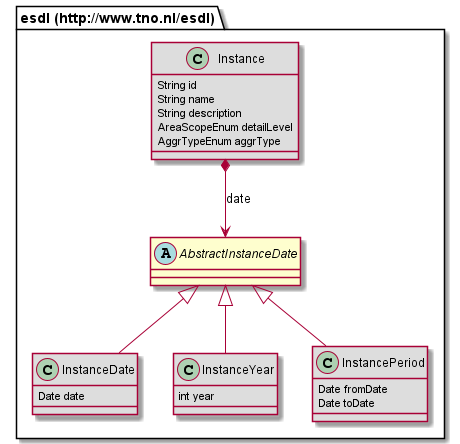 esdl (http://www.tno.nl/esdl)
C Instance
String id
String name
String description
AreaScopeEnum detailLevel
AggrTypeEnum aggrType
date
A AbstractInstanceDate
C InstanceDate
Date date
C InstanceYear
int year
C InstancePeriod
Date fromDate
Date toDate